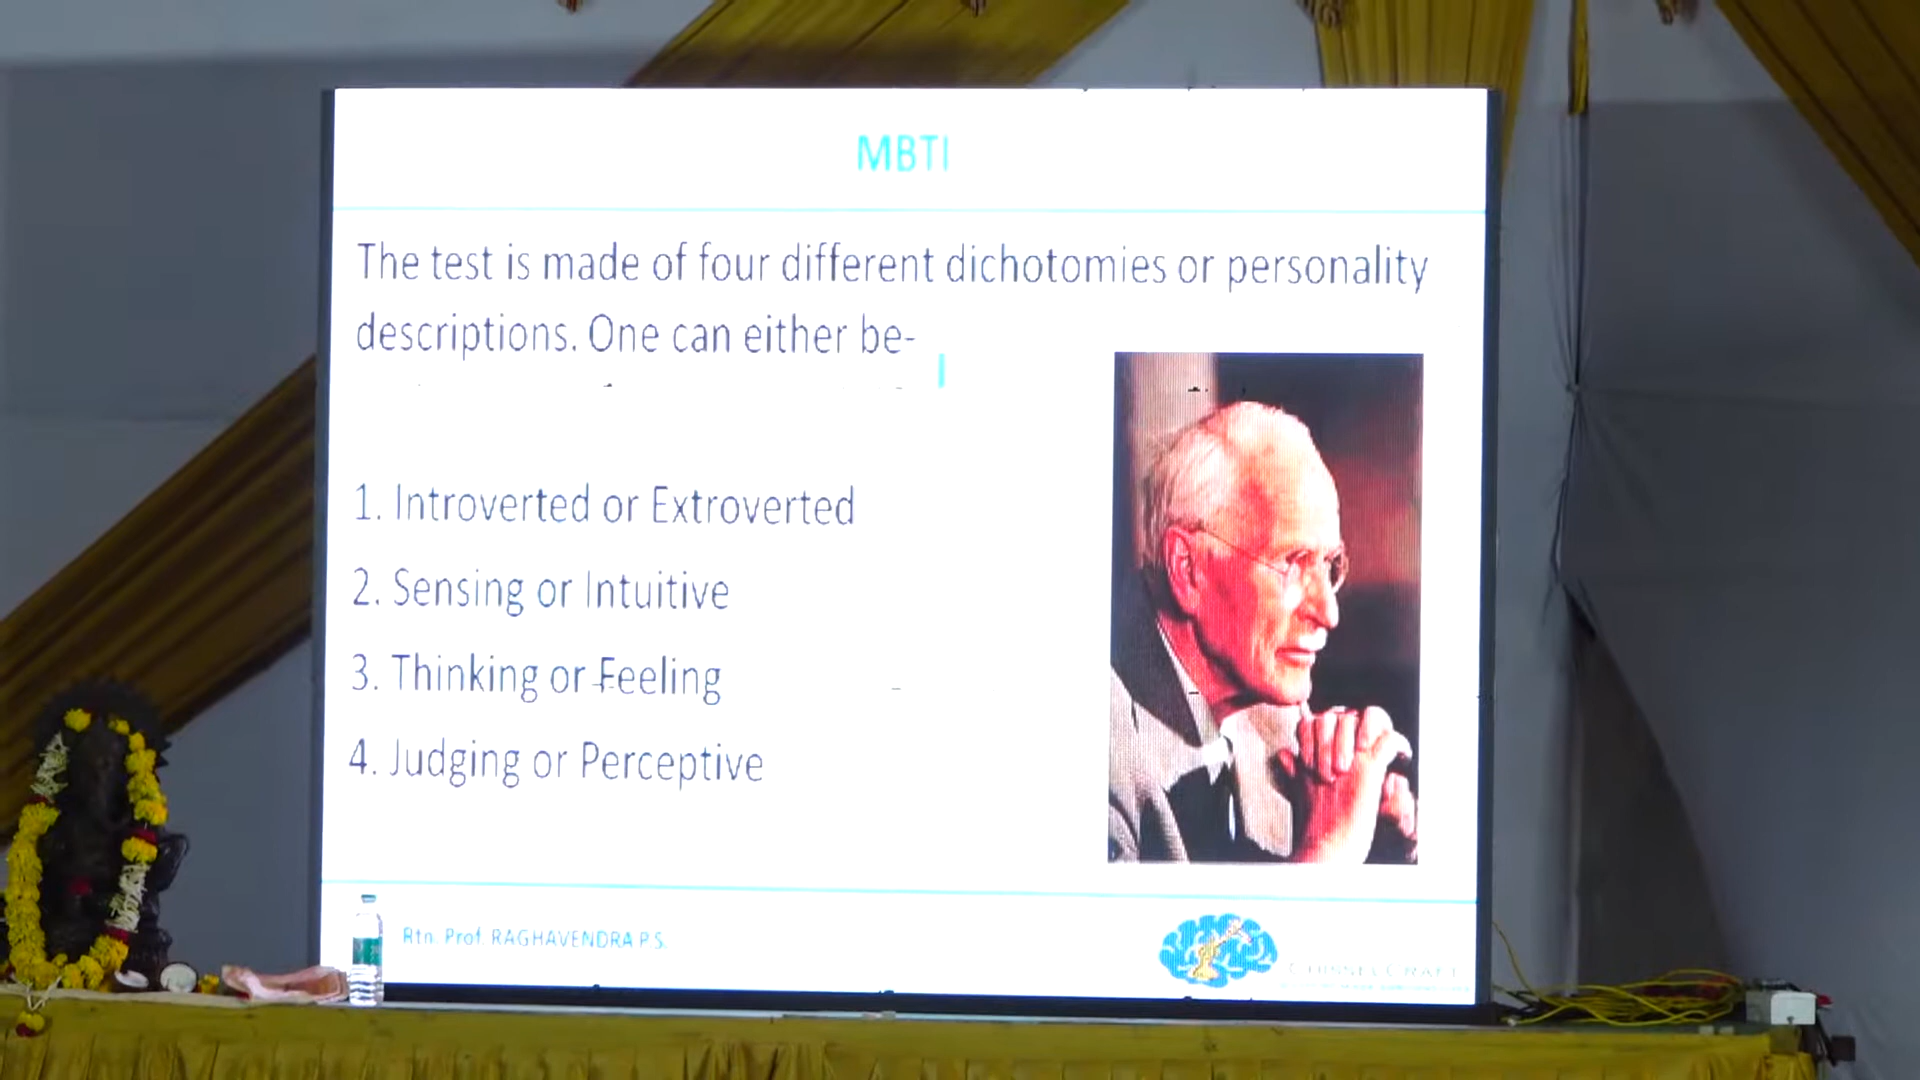 MBTI
The test is made of four different dichotomies or personality
descriptions. One can either be-
1. Introverted or Extroverted
2. Sensing or Intuitive
3. Thinking or Feeling
4. Judging or Perceptive
Rtn. Prof. RAGHAVENDRA P.S.